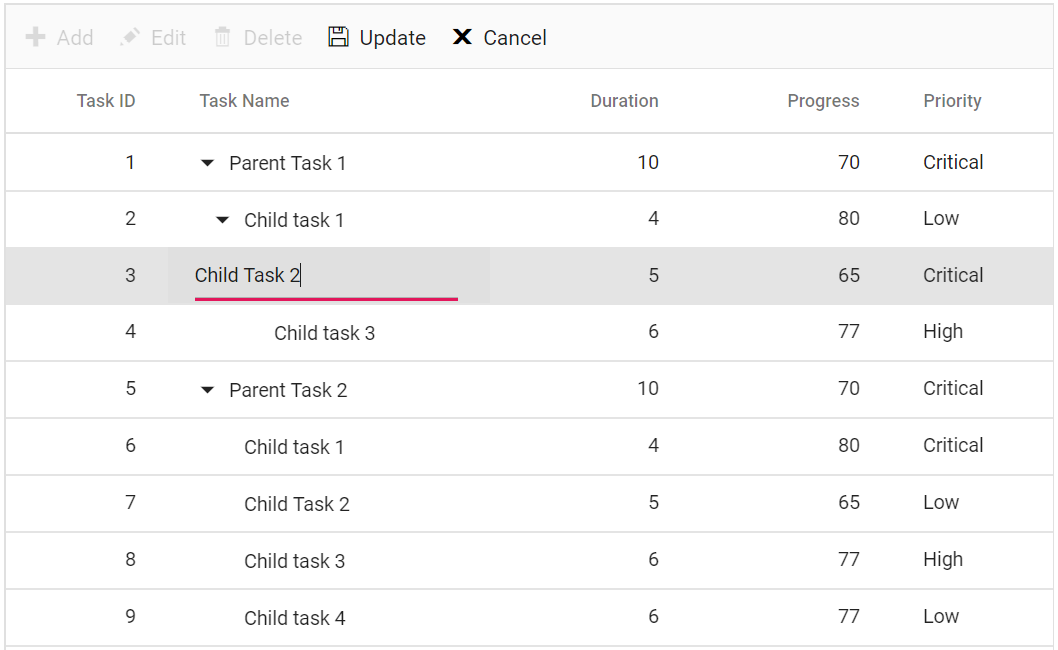 Add Edit Delete Update Cancel
Task ID Task Name Duration Progress Priority
1 Parent Task 1 10 70 Critical
2 Child task 1 4 80 Low
3 Child Task 2 5 65 Critical
4 Child task 3 6 77 High
5 Parent Task 2 10 70 Critical
6 Child task 1 4 80 Critical
7 Child Task 2 5 65 Low
8 Child task 3 6 77 High
9 Child task 4 6 77 Low